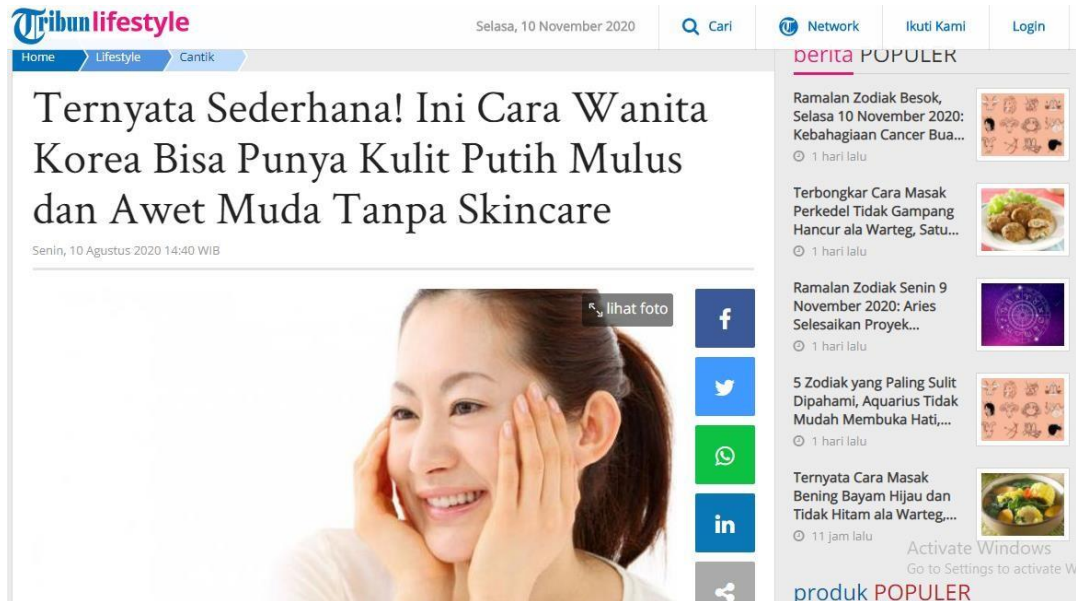 Tribunlifestyle
Selasa, 10 November 2020
Cari
Network
Ikuti Kami
Login
Home
Lifestyle
Cantik
Ternyata Sederhana! Ini Cara Wanita
Korea Bisa Punya Kulit Putih Mulus
dan Awet Muda Tanpa Skincare
Senin, 10 Agustus 2020 14:40 WIB
lihat foto
f
in
berita POPULER
Ramalan Zodiak Besok,
Selasa 10 November 2020:
Kebahagiaan Cancer Bua...
1 hari lalu
Terbongkar Cara Masak
Perkedel Tidak Gampang
Hancur ala Warteg, Satu...
1 hari lalu
Ramalan Zodiak Senin 9
November 2020: Aries
Selesaikan Proyek...
1 hari lalu
5 Zodiak yang Paling Sulit
Dipahami, Aquarius Tidak
Mudah Membuka Hati,...
1 hari lalu
Ternyata Cara Masak
Bening Bayam Hijau dan
Tidak Hitam ala Warteg,...
11 jam lalu
Activate Windows
Go to Settings to activate W
produk POPULER